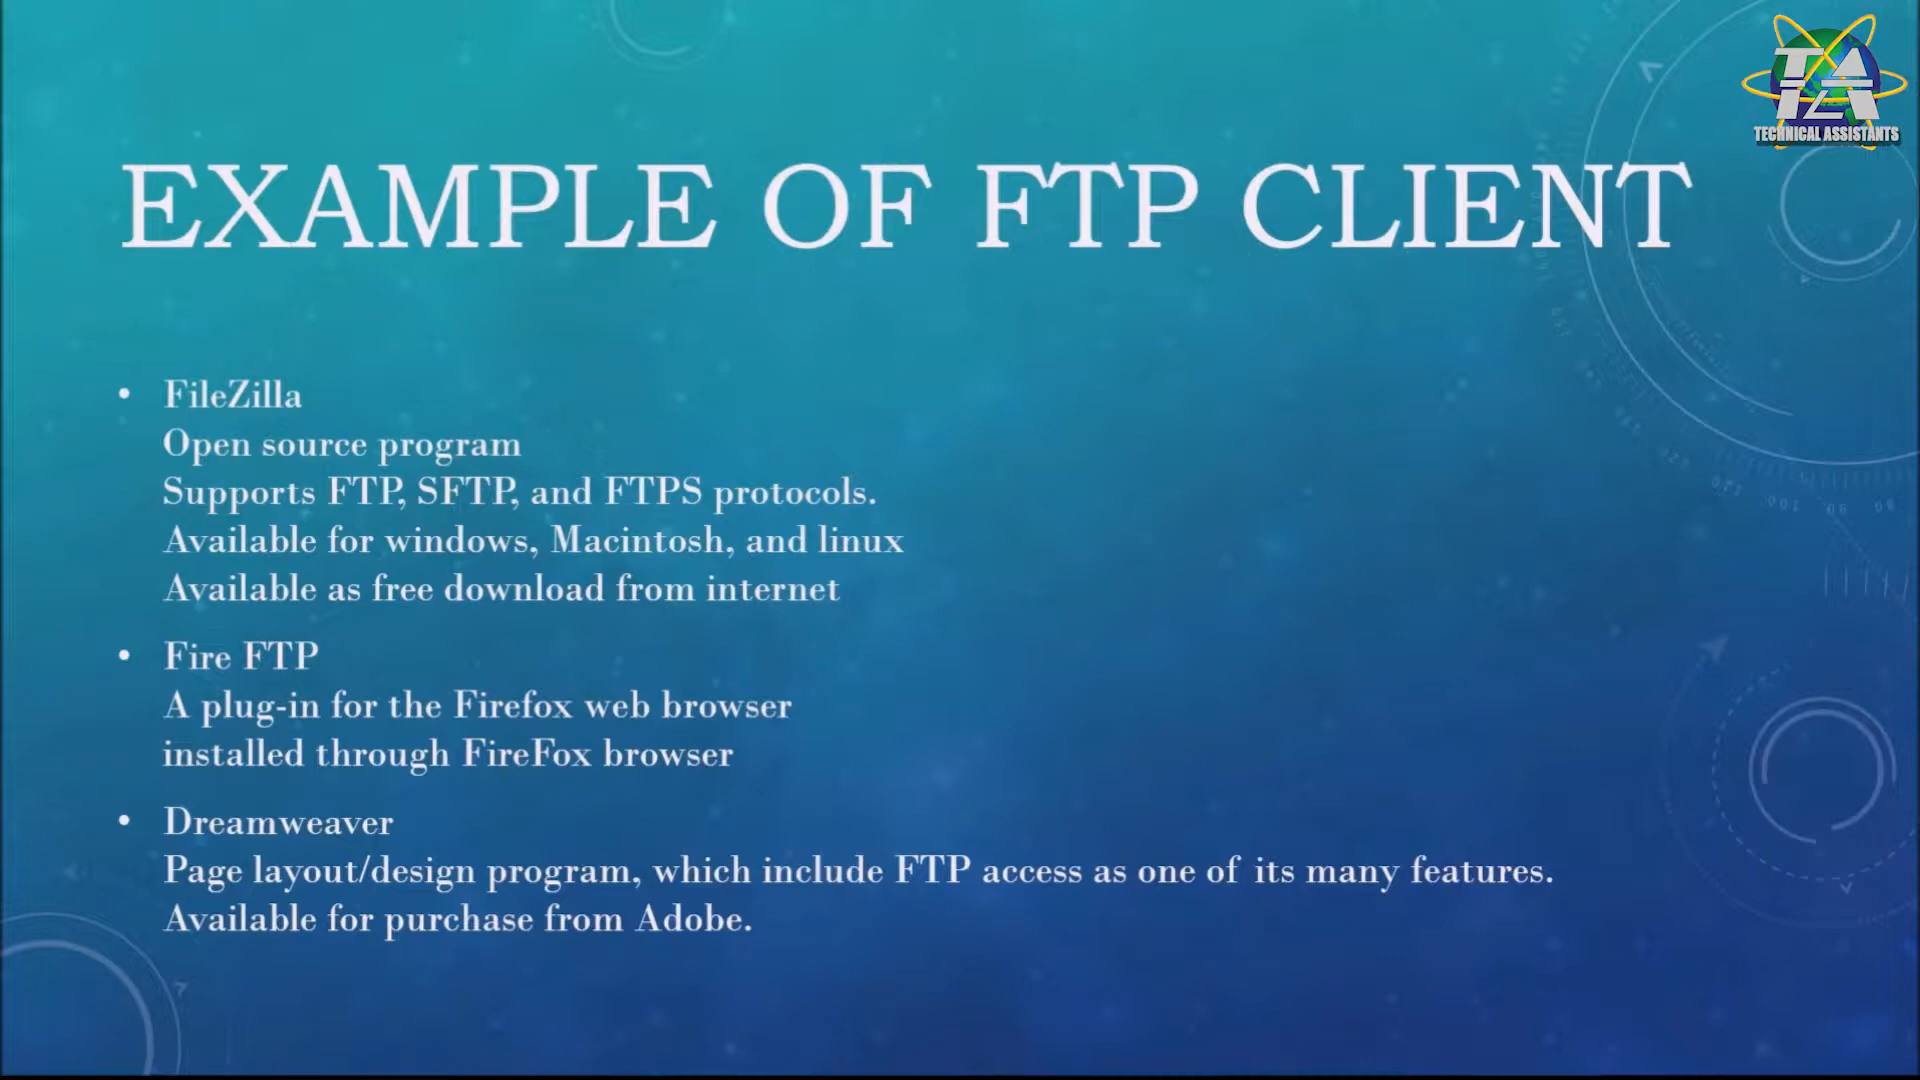 TA
TECHNICAL ASSISTANTS
EXAMPLE OF FTP CLIENT
• FileZilla
Open source program
Supports FTP, SFTP, and FTPS protocols.
Available for windows, Macintosh, and linux
Available as free download from internet
• Fire FTP
A plug-in for the Firefox web browser
installed through FireFox browser
• Dreamweaver
Page layout/design program, which include FTP access as one of its many features.
Available for purchase from Adobe.